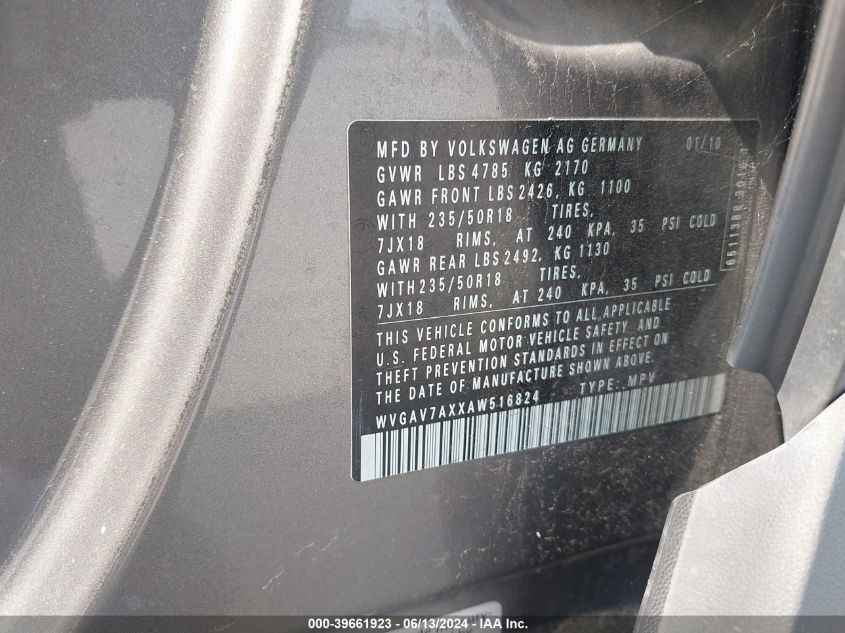 MFD BY VOLKSWAGEN AG GERMANY 01/10
GVWR LBS 4785 KG 2170
GAWR FRONT LBS 2426, KG 1100
WITH 235/50R18 TIRES,
7JX18 RIMS, AT 240 KPA, 35 PSI COLD
GAWR REAR LBS 2492, KG 1130
WITH 235/50R18 TIRES,
7JX18 RIMS, AT 240 KPA, 35 PSI COLD
THIS VEHICLE CONFORMS TO ALL APPLICABLE
U.S. FEDERAL MOTOR VEHICLE SAFETY AND
THEFT PREVENTION STANDARDS IN EFFECT ON
THE DATE OF MANUFACTURE SHOWN ABOVE.
WVGAV7AXXAW516824 TYPE: MPV
000-39661923 - 06/13/2024 - IAA Inc.